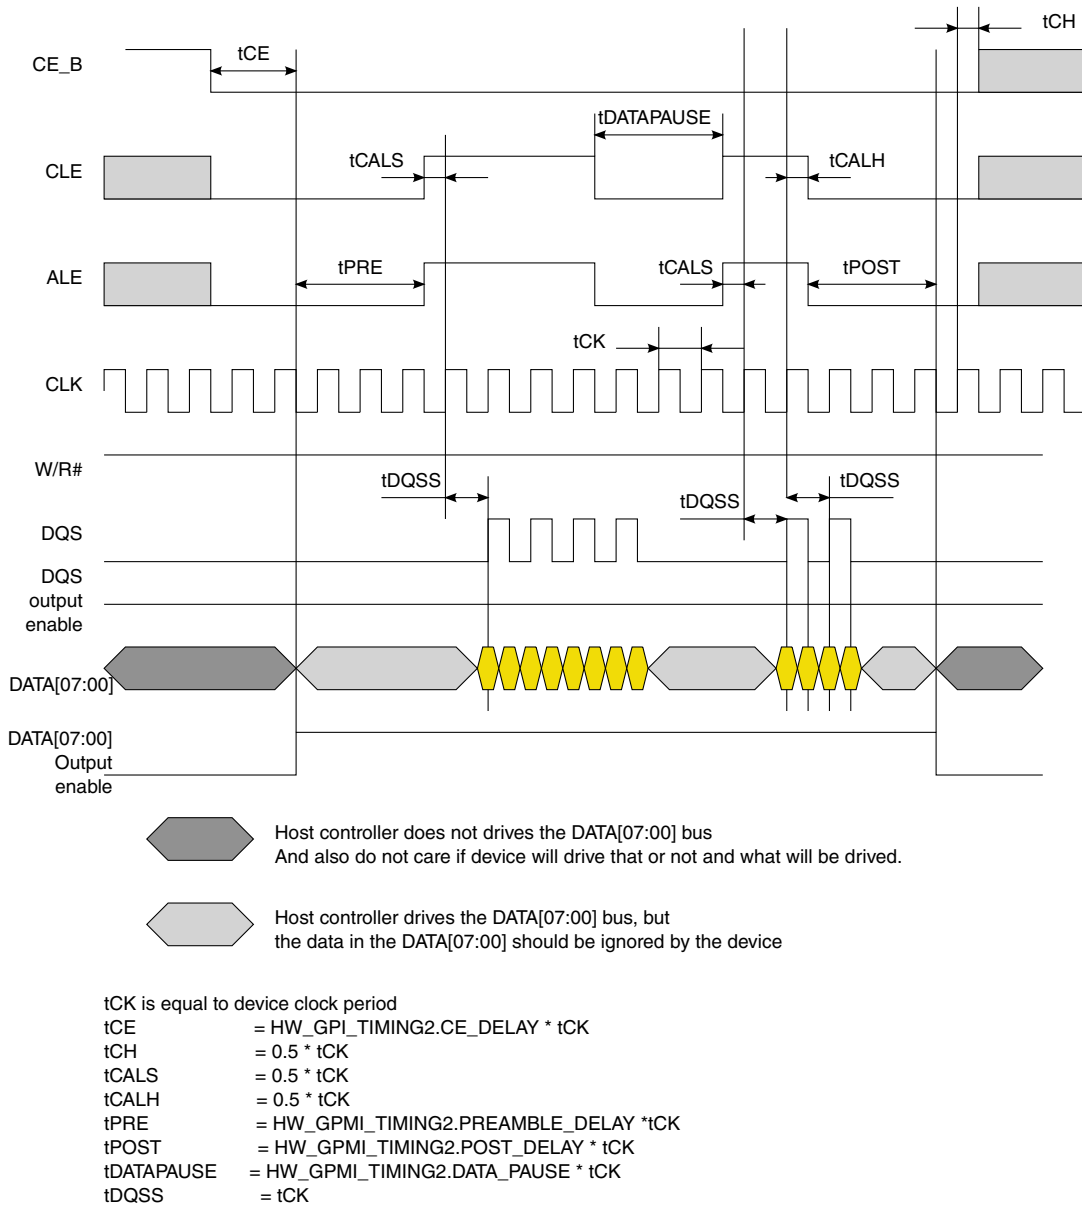 tCH
tCE
CE_B
tDATAPAUSE
tCALS
tCALH
CLE
tPRE
tCALS
tPOST
ALE
tCK
CLK
W/R#
tDQSS
tDQSS
tDQSS
DQS
DQS
output
enable
DATA[07:00]
DATA[07:00]
Output
enable
Host controller does not drives the DATA[07:00] bus
And also do not care if device will drive that or not and what will be drived.
Host controller drives the DATA[07:00] bus, but
the data in the DATA[07:00] should be ignored by the device
tCK is equal to device clock period
tCE = HW_GPI_TIMING2.CE_DELAY * tCK
tCH = 0.5 * tCK
tCALS = 0.5 * tCK
tCALH = 0.5 * tCK
tPRE = HW_GPMI_TIMING2.PREAMBLE_DELAY *tCK
tPOST = HW_GPMI_TIMING2.POST_DELAY * tCK
tDATAPAUSE = HW_GPMI_TIMING2.DATA_PAUSE * tCK
tDQSS = tCK